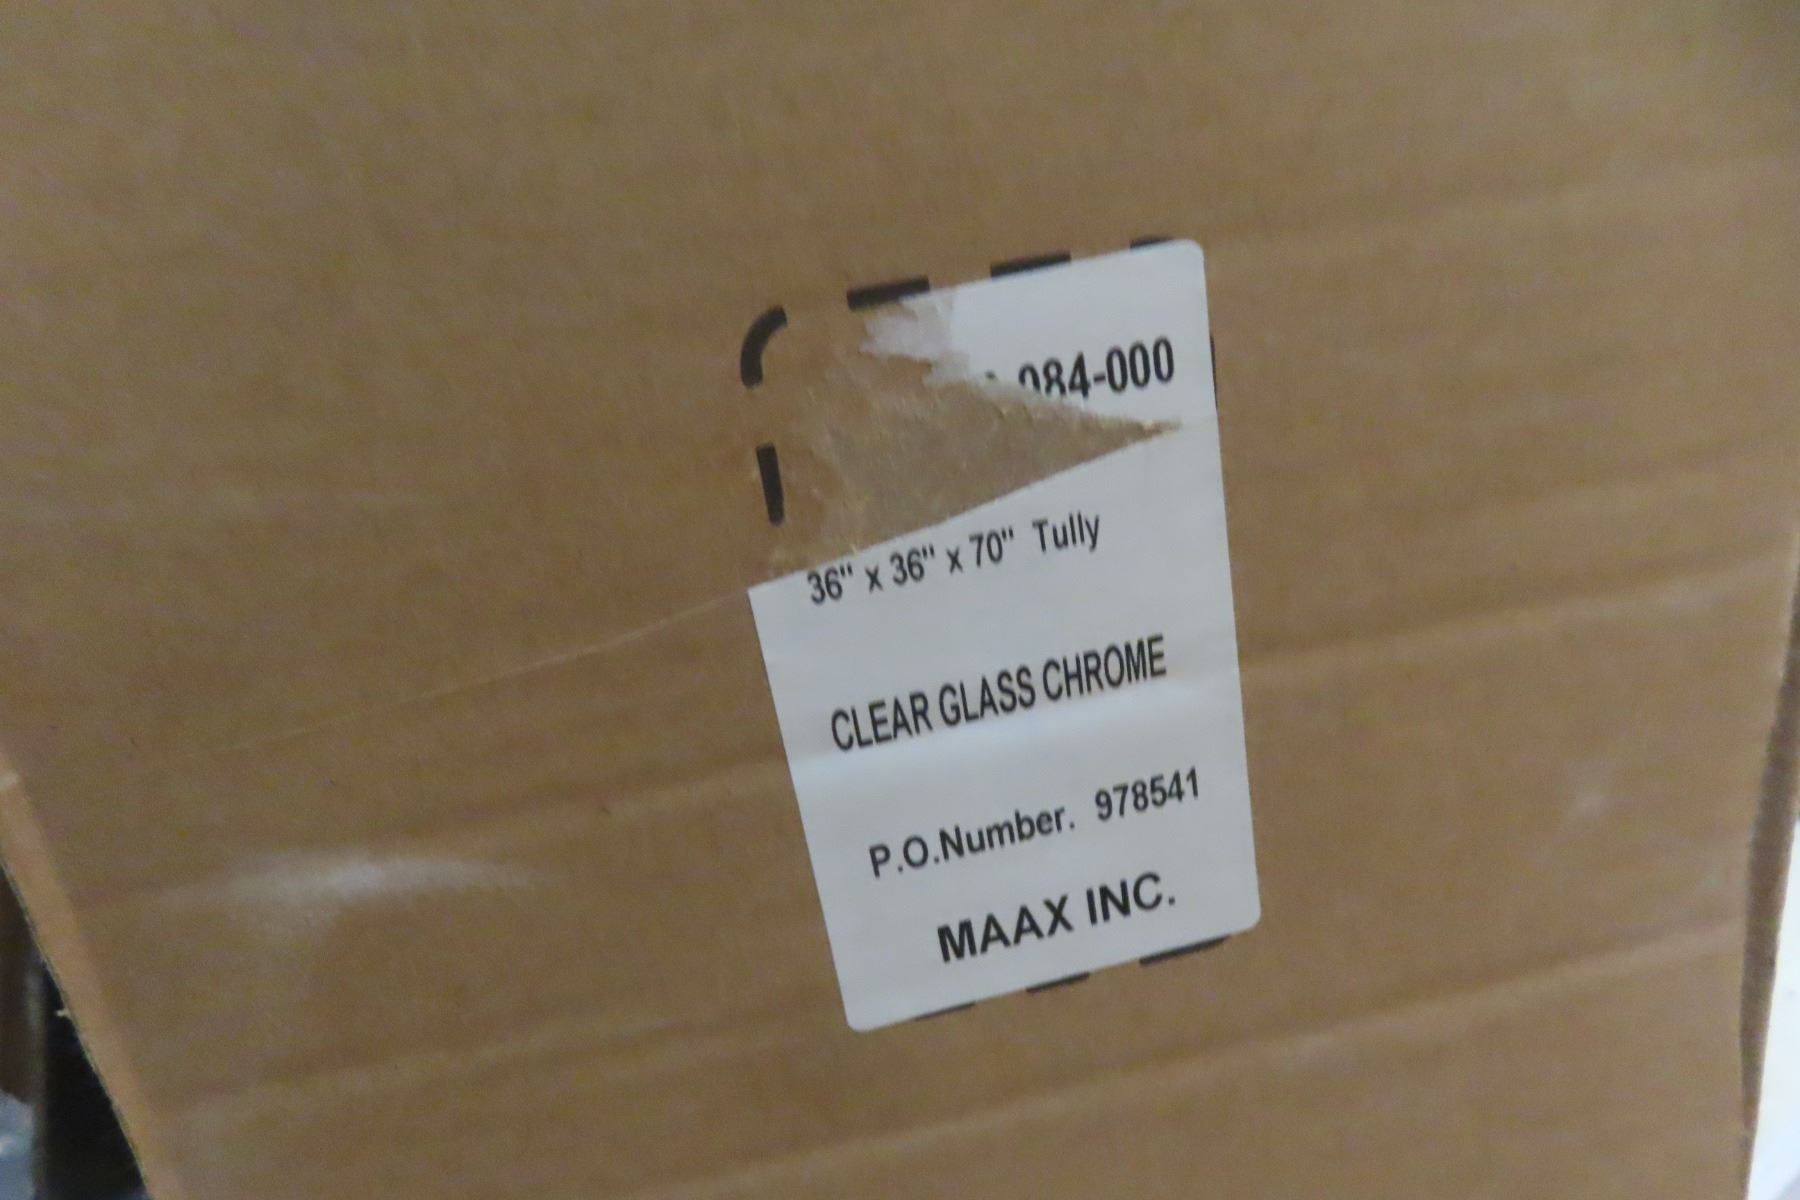 084-000
36" x 36" x 70" Tully
CLEAR GLASS CHROME
P.O.Number. 978541
MAAX INC.